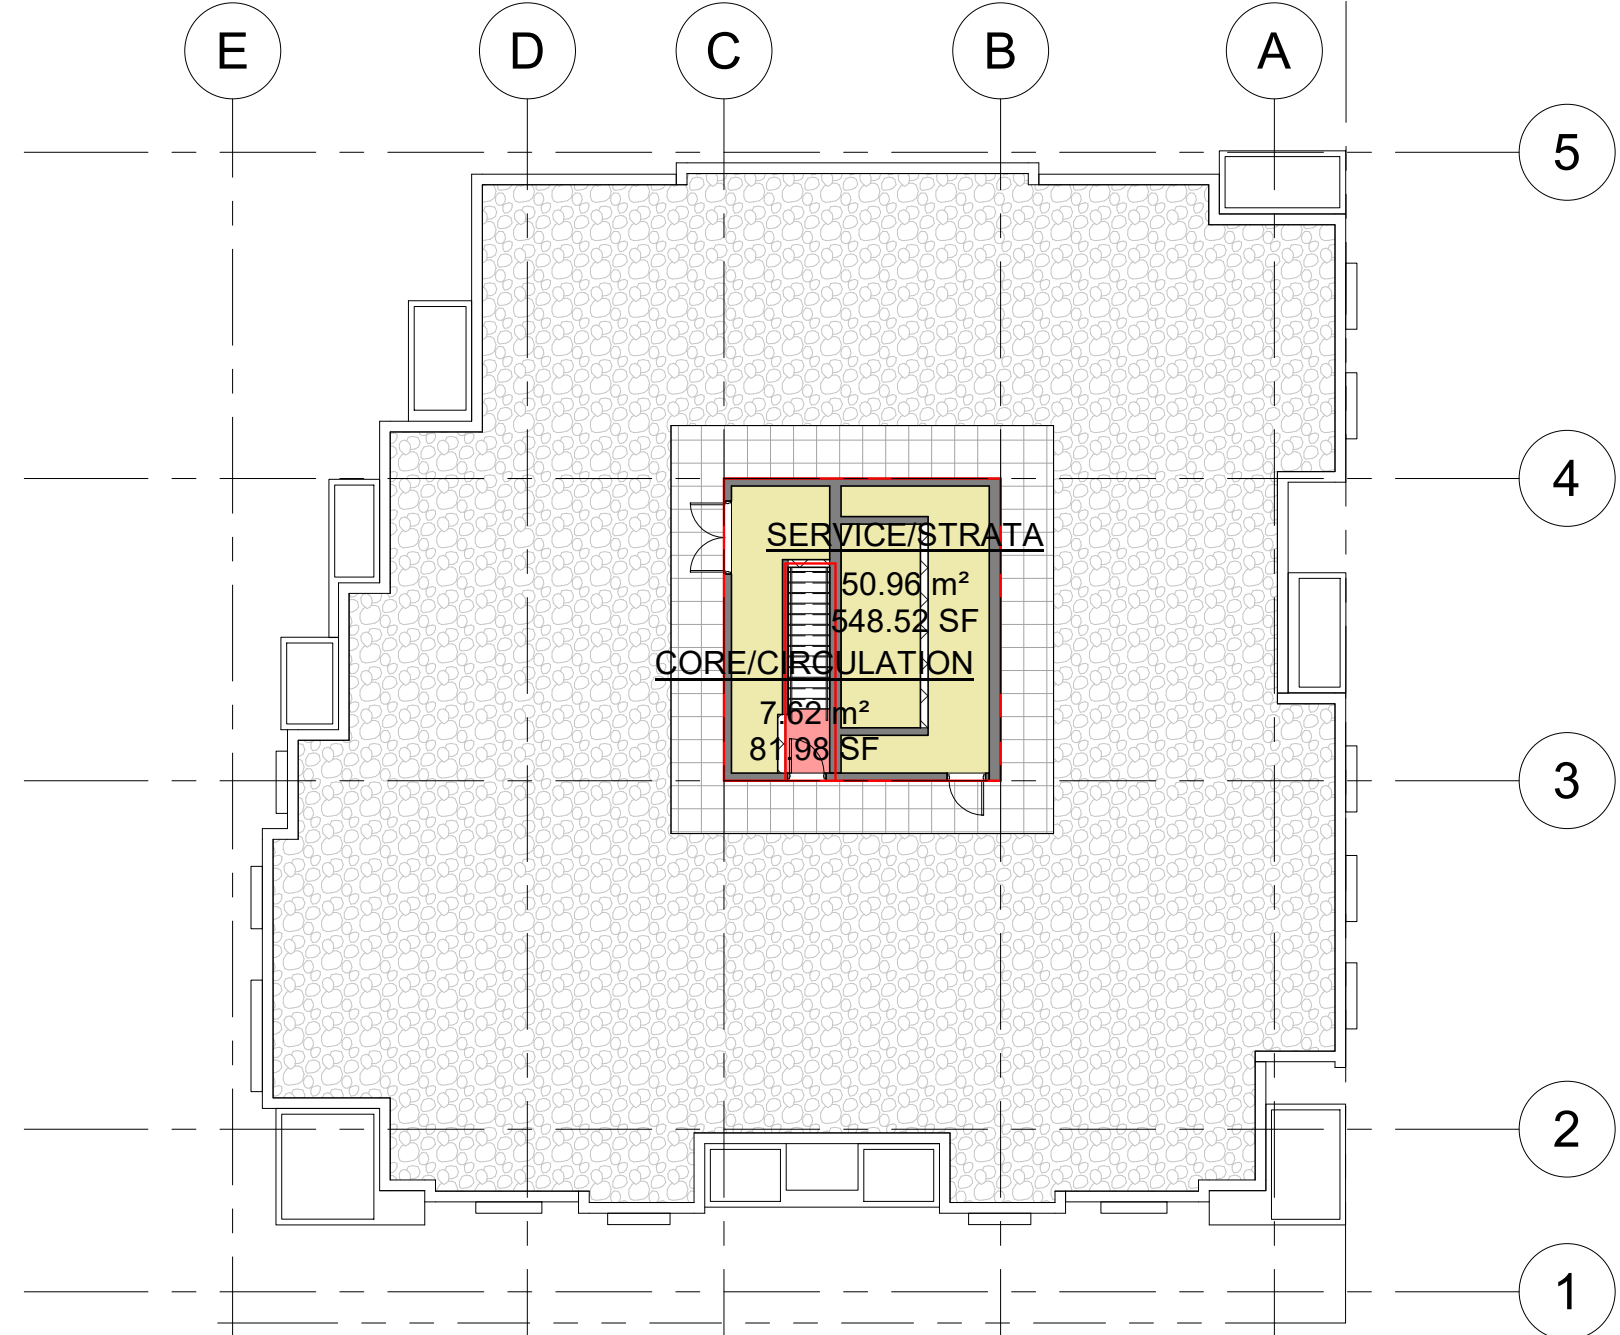 E
D
C
B
A
5
4
SERVICE/STRATA
50.96 m²
548.52 SF
CORE/CIRCULATION
7.62 m²
81.98 SF
3
2
1